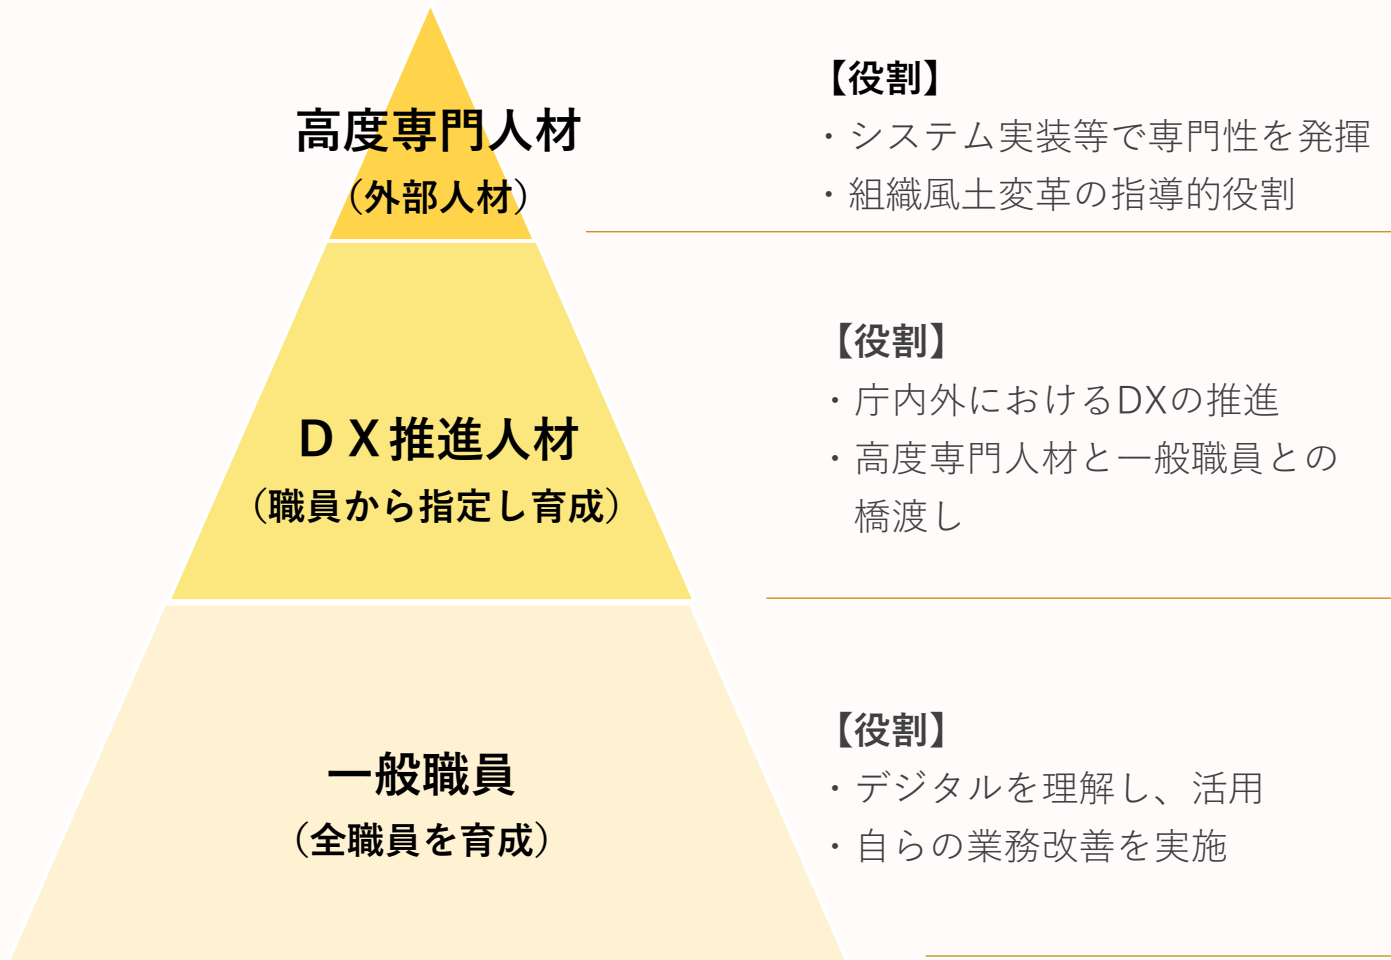 高度専門人材
（外部人材）
【役割】
・システム実装等で専門性を発揮
・組織風土変革の指導的役割
ＤＸ推進人材
（職員から指定し育成）
【役割】
・庁内外におけるDXの推進
・高度専門人材と一般職員との
橋渡し
一般職員
（全職員を育成）
【役割】
・デジタルを理解し、活用
・自らの業務改善を実施